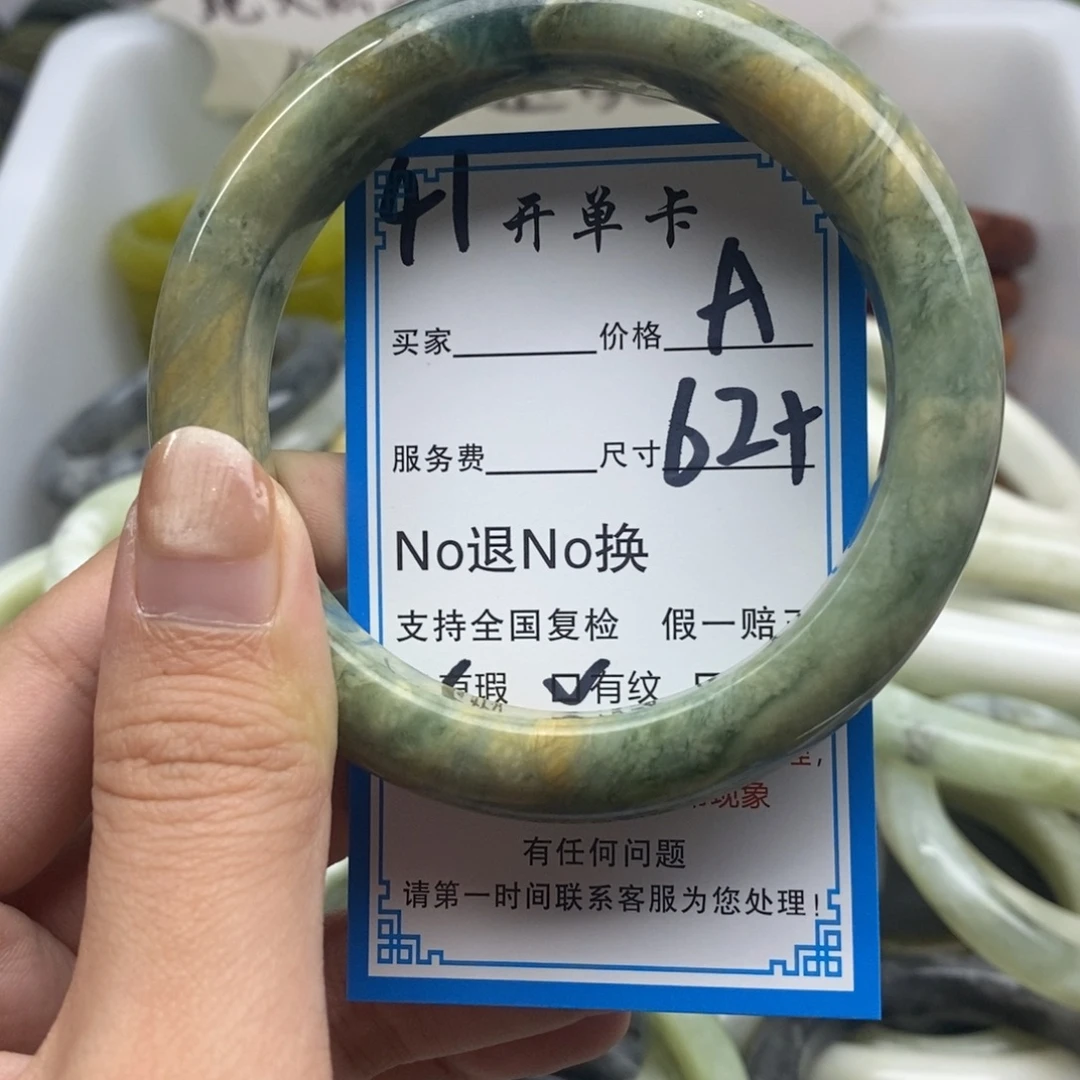 41 开单卡
买家 价格 A
服务费 尺寸 62+
No退No换
支持全国复检 假一赔
瑕 ☑有纹
现象
有任何问题
请第一时间联系客服为您处理!